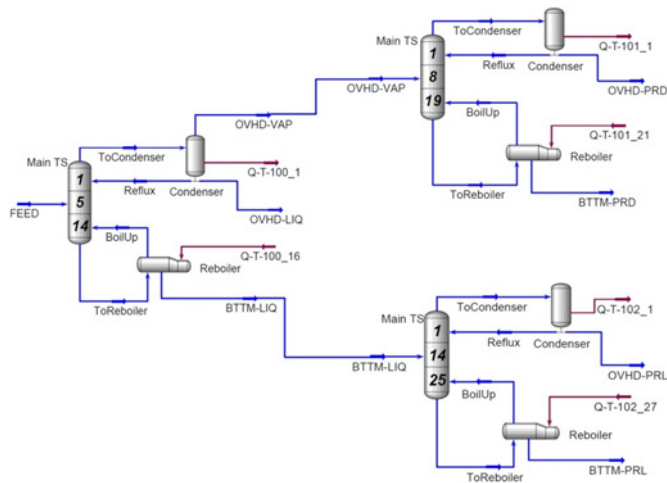 ToCondenser
Main TS
Q-T-101_1
1
Reflux
Condenser
OVHD-VAP
OVHD-VAP
8
OVHD-PRD
19
BoilUp
Q-T-101_21
ToCondenser
Main TS
Reboiler
Q-T-100_1
1
Reflux
Condenser
ToReboiler
BTTM-PRD
FEED
5
OVHD-LIQ
14
BoilUp
Q-T-100_16
Reboiler
ToReboiler
BTTM-LIQ
ToCondenser
Main TS
Q-T-102_1
1
Reflux
Condenser
BTTM-LIQ
14
OVHD-PRL
25
BoilUp
Q-T-102_27
Reboiler
ToReboiler
BTTM-PRL